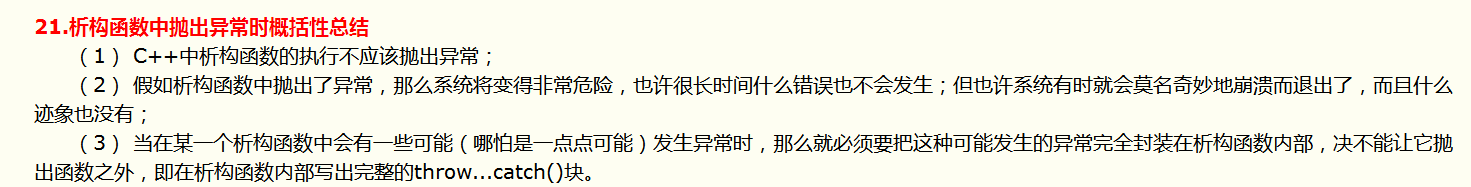 21.析构函数中抛出异常时概括性总结
（1） C++中析构函数的执行不应该抛出异常；
（2） 假如析构函数中抛出了异常，那么系统将变得非常危险，也许很长时间什么错误也不会发生；但也许系统有时就会莫名奇妙地崩溃而退出了，而且什么
迹象也没有；
（3） 当在某一个析构函数中会有一些可能（哪怕是一点点可能）发生异常时，那么就必须要把这种可能发生的异常完全封装在析构函数内部，决不能让它抛
出函数之外，即在析构函数内部写出完整的throw...catch()块。